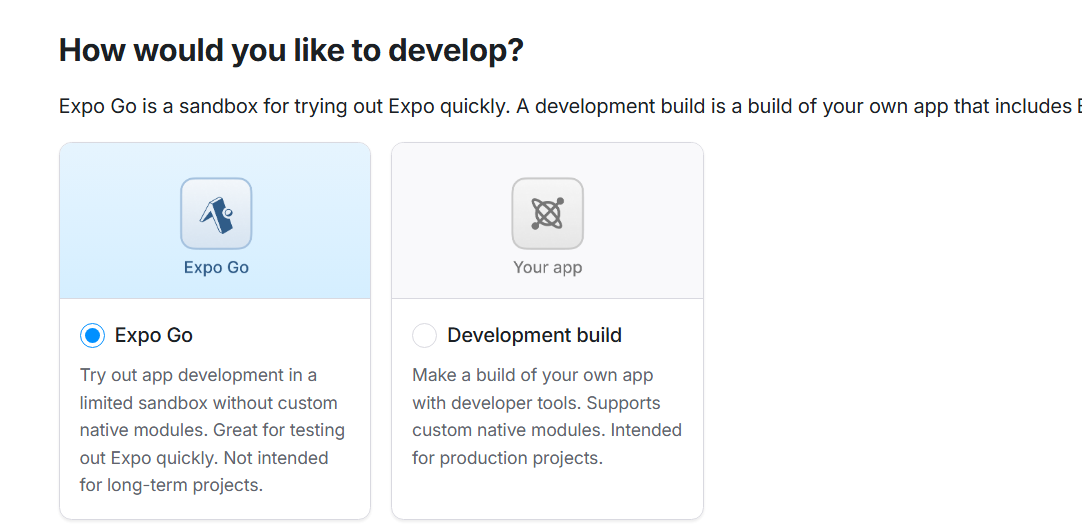 How would you like to develop?
Expo Go is a sandbox for trying out Expo quickly. A development build is a build of your own app that includes
Expo Go
Your app
Expo Go
Try out app development in a
limited sandbox without custom
native modules. Great for testing
out Expo quickly. Not intended
for long-term projects.
Development build
Make a build of your own app
with developer tools. Supports
custom native modules. Intended
for production projects.